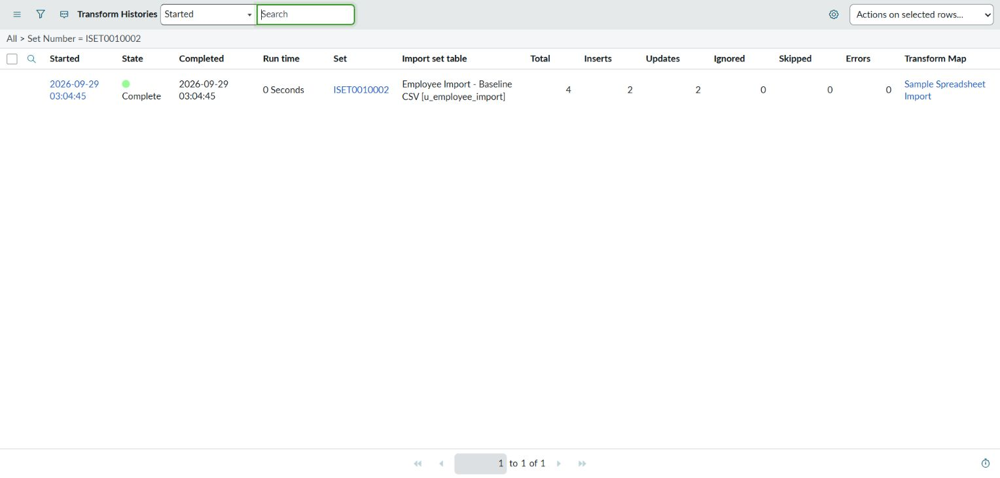 Transform Histories Started Search Actions on selected rows...
All > Set Number = ISET0010002
Started State Completed Run time Set Import set table Total Inserts Updates Ignored Skipped Errors Transform Map
2026-09-29 03:04:45 Complete 2026-09-29 03:04:45 0 Seconds ISET0010002 Employee Import - Baseline CSV [u_employee_import] 4 2 2 0 0 0 Sample Spreadsheet Import
1 to 1 of 1